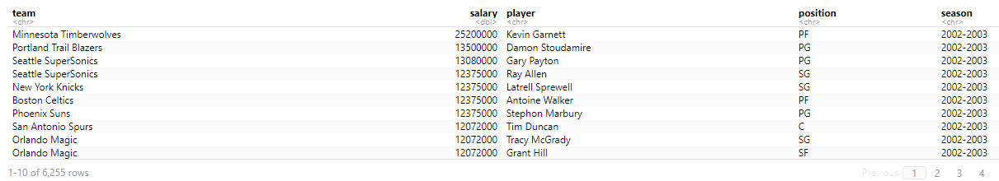 team salary player position season
<chr> <dbl> <chr> <chr> <chr>
Minnesota Timberwolves 25200000 Kevin Garnett PF 2002-2003
Portland Trail Blazers 13500000 Damon Stoudamire PG 2002-2003
Seattle SuperSonics 13080000 Gary Payton PG 2002-2003
Seattle SuperSonics 12375000 Ray Allen SG 2002-2003
New York Knicks 12375000 Latrell Sprewell SG 2002-2003
Boston Celtics 12375000 Antoine Walker PF 2002-2003
Phoenix Suns 12375000 Stephon Marbury PG 2002-2003
San Antonio Spurs 12072000 Tim Duncan C 2002-2003
Orlando Magic 12072000 Tracy McGrady SG 2002-2003
Orlando Magic 12072000 Grant Hill SF 2002-2003
1-10 of 6,255 rows Previous 1 2 3 4